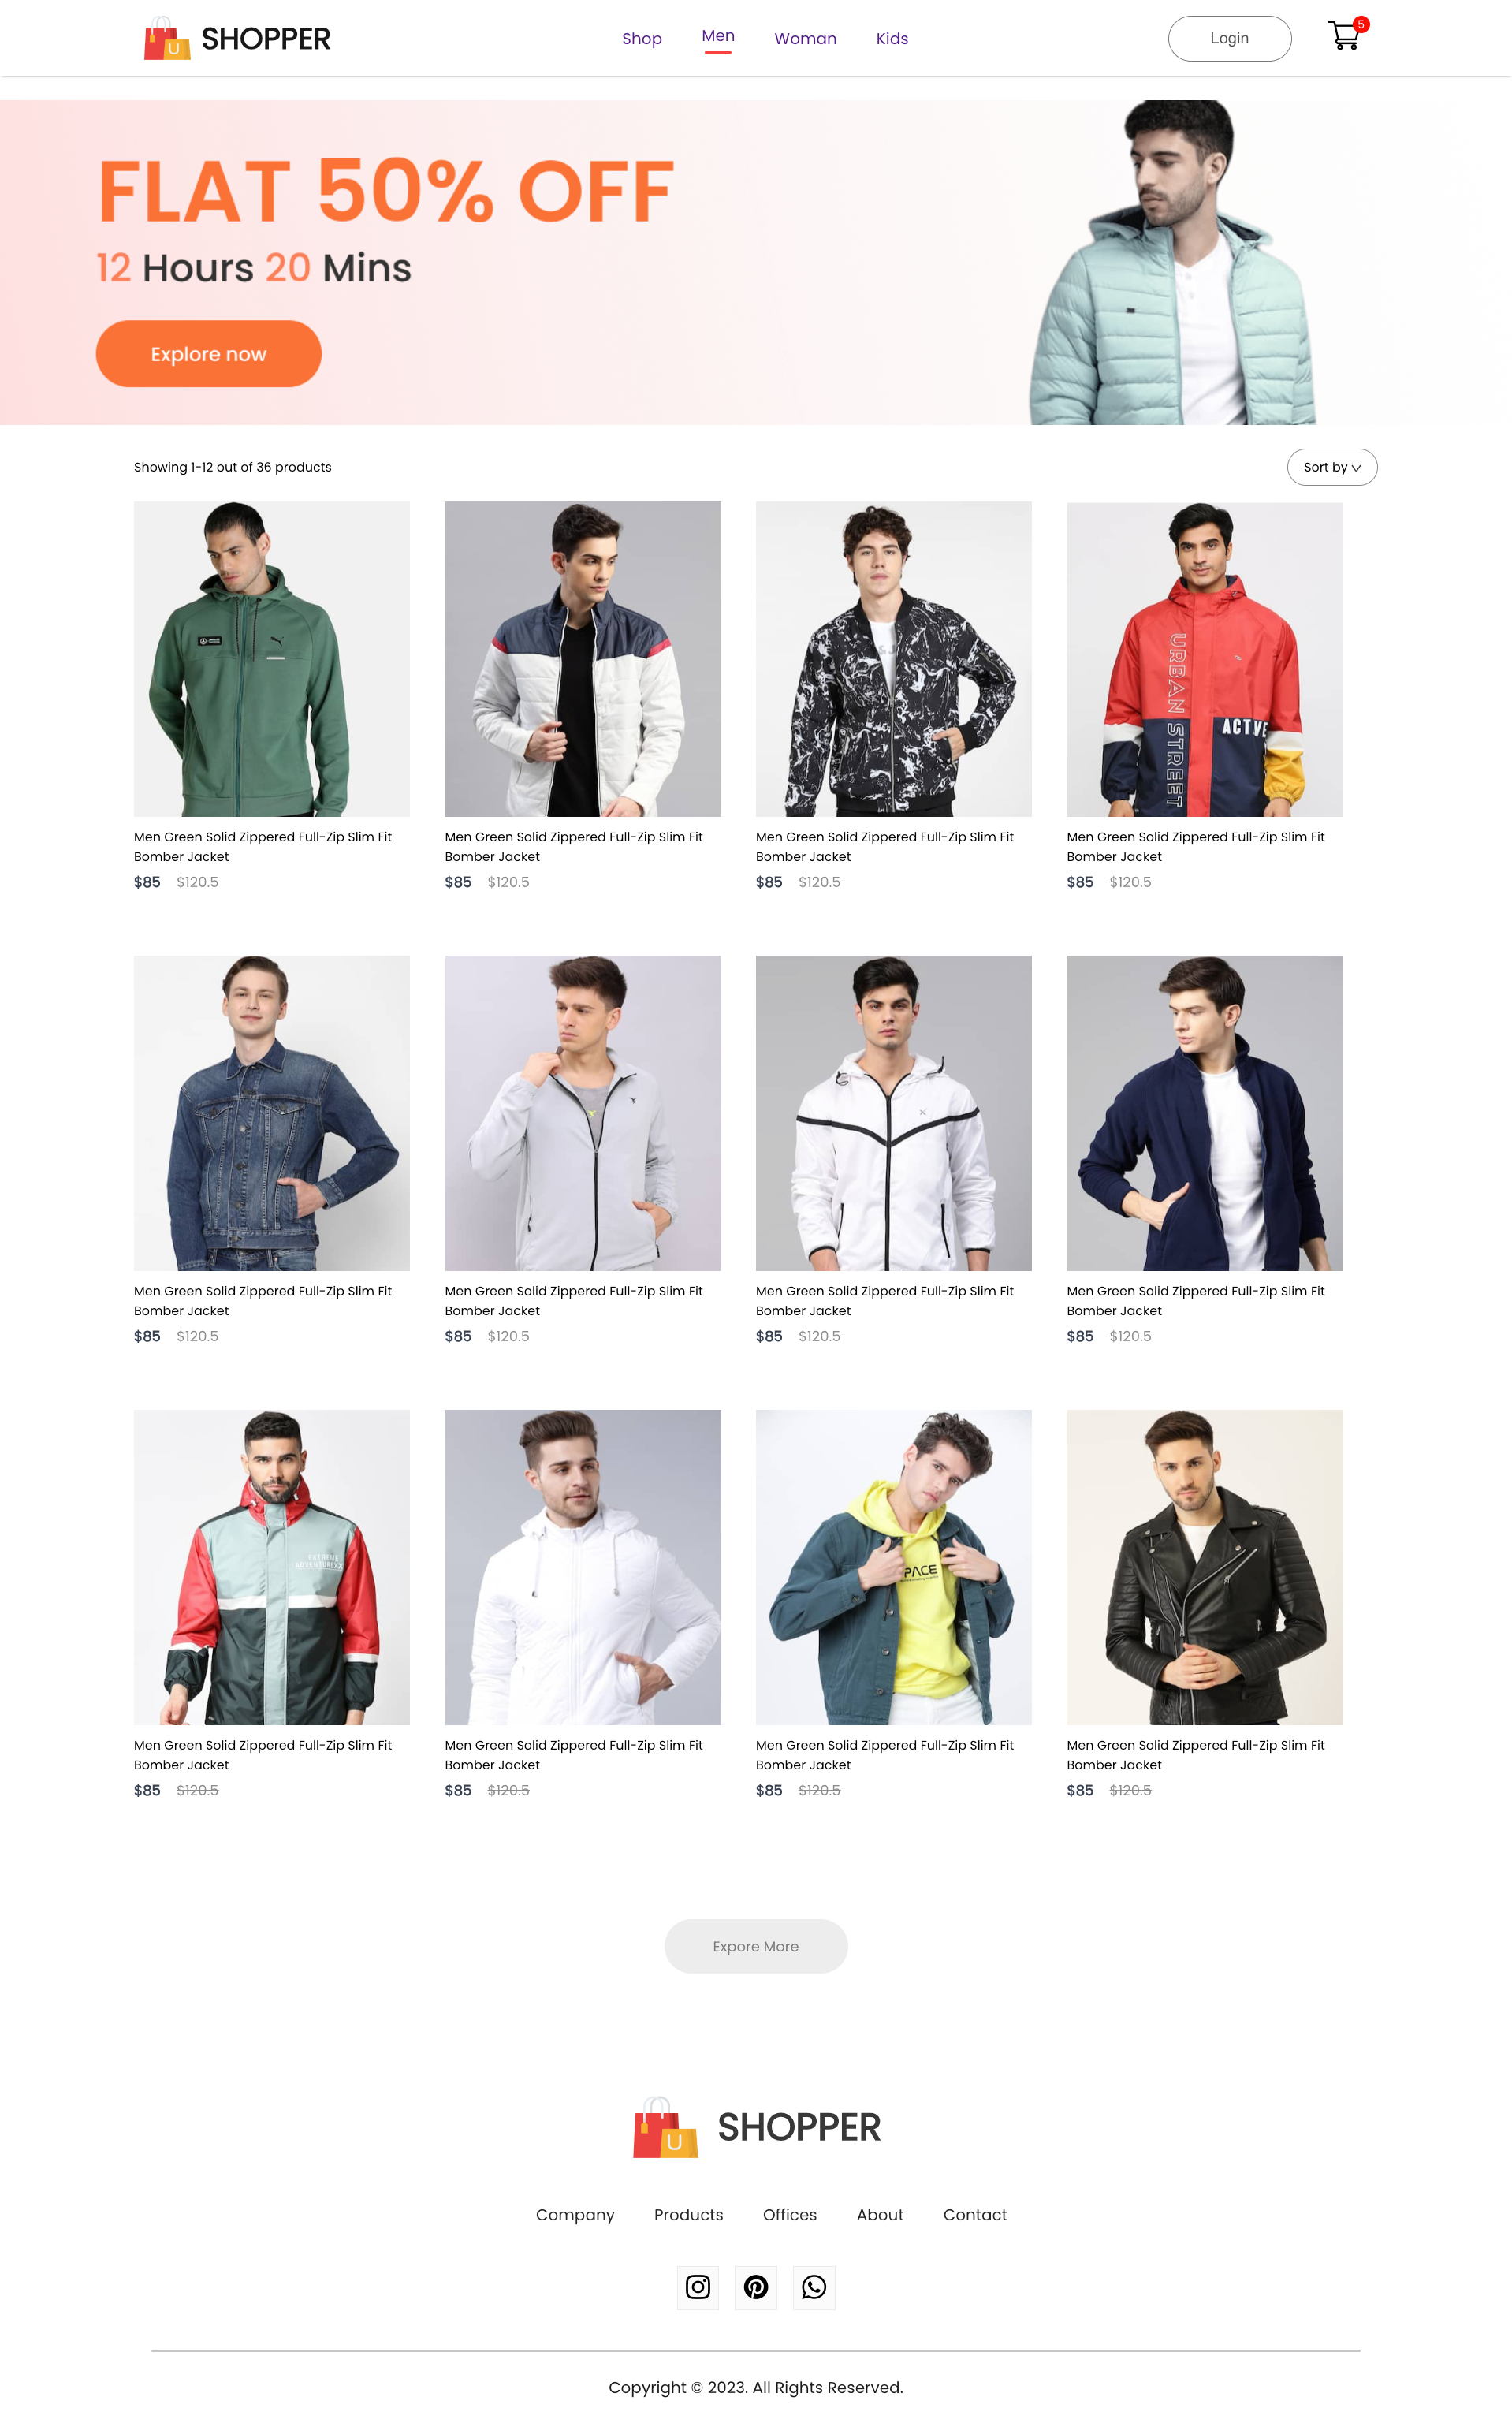 U SHOPPER
Shop Men Woman Kids
Login
5
FLAT 50% OFF
12 Hours 20 Mins
Explore now
Showing 1-12 out of 36 products
Sort by
URBAN STREET
ACTVE
Men Green Solid Zippered Full-Zip Slim Fit
Bomber Jacket
$85 $120.5
Men Green Solid Zippered Full-Zip Slim Fit
Bomber Jacket
$85 $120.5
Men Green Solid Zippered Full-Zip Slim Fit
Bomber Jacket
$85 $120.5
Men Green Solid Zippered Full-Zip Slim Fit
Bomber Jacket
$85 $120.5
Men Green Solid Zippered Full-Zip Slim Fit
Bomber Jacket
$85 $120.5
Men Green Solid Zippered Full-Zip Slim Fit
Bomber Jacket
$85 $120.5
Men Green Solid Zippered Full-Zip Slim Fit
Bomber Jacket
$85 $120.5
Men Green Solid Zippered Full-Zip Slim Fit
Bomber Jacket
$85 $120.5
EXTREME
PACE
Men Green Solid Zippered Full-Zip Slim Fit
Bomber Jacket
$85 $120.5
Men Green Solid Zippered Full-Zip Slim Fit
Bomber Jacket
$85 $120.5
Men Green Solid Zippered Full-Zip Slim Fit
Bomber Jacket
$85 $120.5
Men Green Solid Zippered Full-Zip Slim Fit
Bomber Jacket
$85 $120.5
Expore More
U SHOPPER
Company Products Offices About Contact
Copyright © 2023. All Rights Reserved.